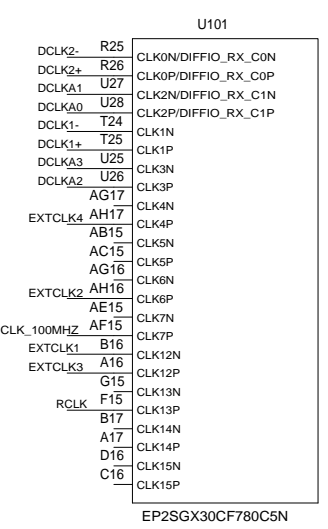 U101
DCLK2- R25 CLK0N/DIFFIO_RX_C0N
DCLK2+ R26 CLK0P/DIFFIO_RX_C0P
DCLKA1 U27 CLK2N/DIFFIO_RX_C1N
DCLKA0 U28 CLK2P/DIFFIO_RX_C1P
DCLK1- T24 CLK1N
DCLK1+ T25 CLK1P
DCLKA3 U25 CLK3N
DCLKA2 U26 CLK3P
AG17 CLK4N
EXTCLK4 AH17 CLK4P
AB15 CLK5N
AC15 CLK5P
AG16 CLK6N
EXTCLK2 AH16 CLK6P
AE15 CLK7N
CLK_100MHZ AF15 CLK7P
EXTCLK1 B16 CLK12N
EXTCLK3 A16 CLK12P
G15 CLK13N
RCLK F15 CLK13P
B17 CLK14N
A17 CLK14P
D16 CLK15N
C16 CLK15P
EP2SGX30CF780C5N